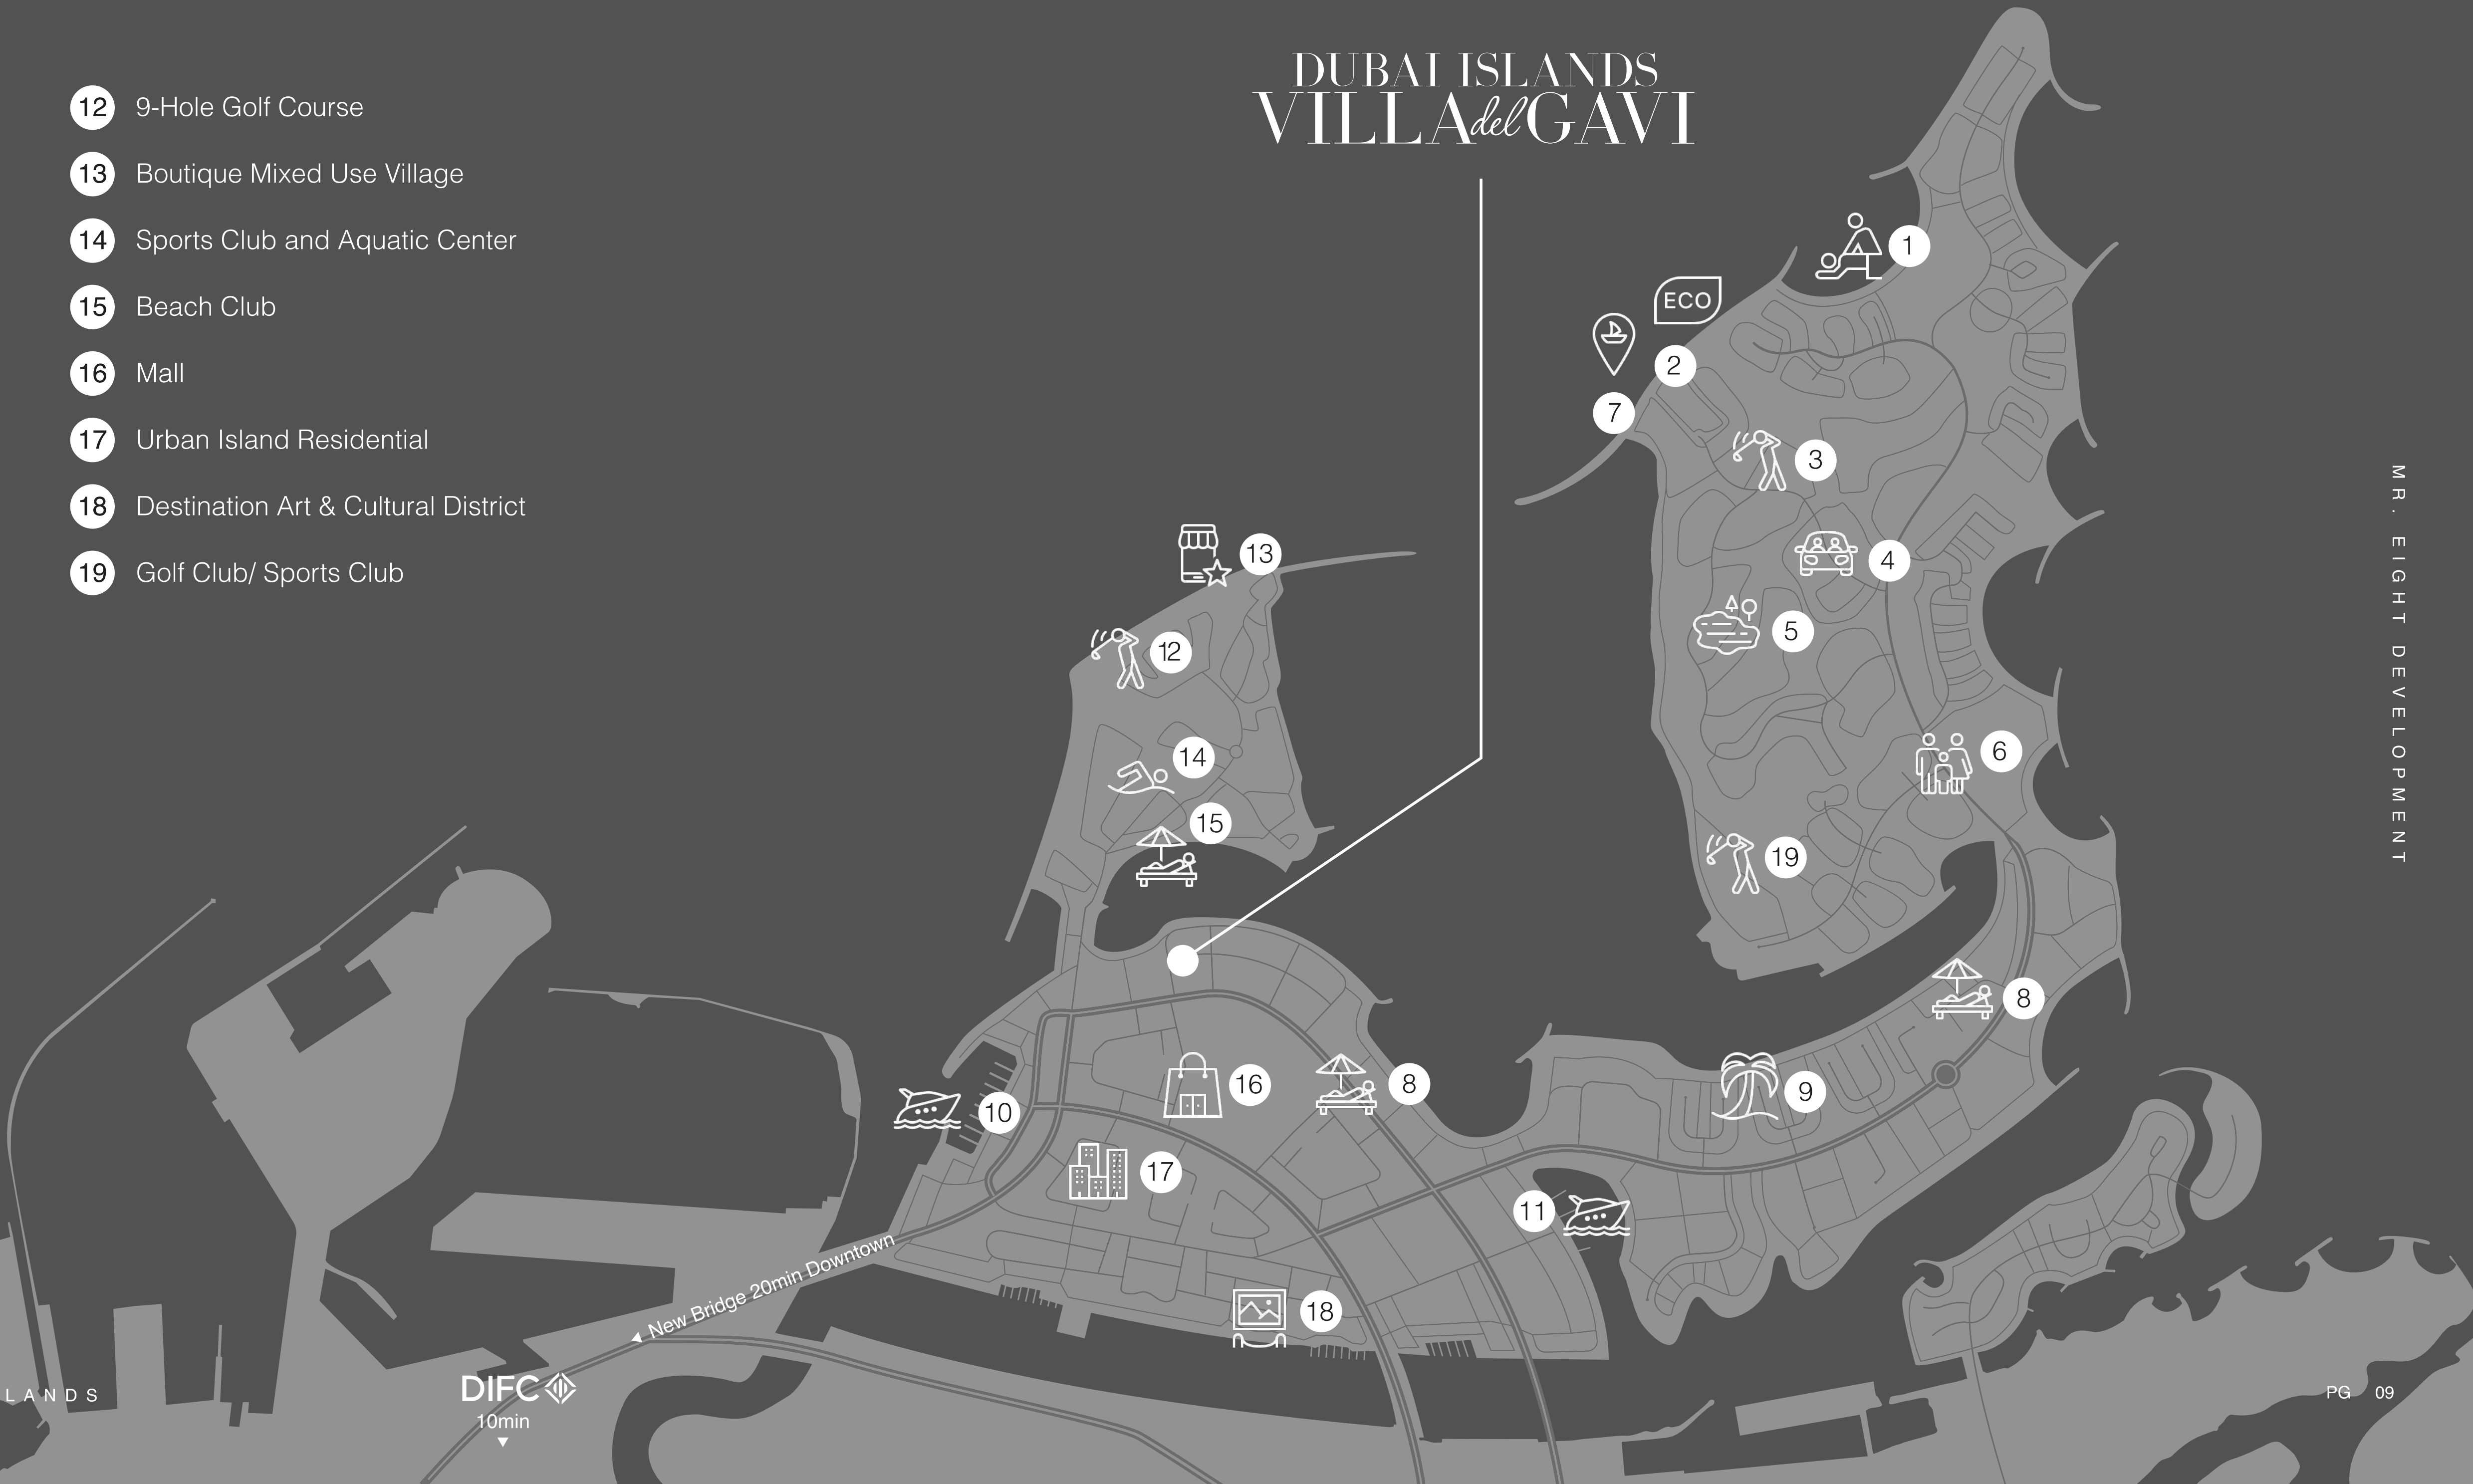 DUBAI ISLANDS
VILLA del GAVI
12 9-Hole Golf Course
13 Boutique Mixed Use Village
14 Sports Club and Aquatic Center
15 Beach Club
16 Mall
17 Urban Island Residential
18 Destination Art & Cultural District
19 Golf Club/ Sports Club
1
ECO
2
7
3
4
5
6
19
13
12
14
15
8
9
16
8
10
17
11
18
New Bridge 20min Downtown
DIFC
10min
LANDS
MR. EIGHT DEVELOPMENT
PG 09